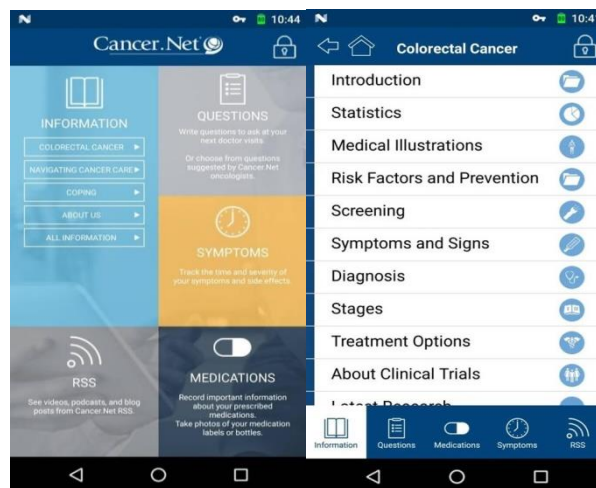 10:44
Cancer.Net
INFORMATION
COLORECTAL CANCER
NAVIGATING CANCER CARE
COPING
ABOUT US
ALL INFORMATION
QUESTIONS
Write questions to ask at your
next doctor visits.
Or choose from questions
suggested by Cancer.Net
oncologists.
SYMPTOMS
Track the time and severity of
your symptoms and side effects.
RSS
See videos, podcasts, and blog
posts from Cancer.Net RSS.
MEDICATIONS
Record important information
about your prescribed
medications.
Take photos of your medication
labels or bottles.
Colorectal Cancer
Introduction
Statistics
Medical Illustrations
Risk Factors and Prevention
Screening
Symptoms and Signs
Diagnosis
Stages
Treatment Options
About Clinical Trials
Latest Research
Information
Questions
Medications
Symptoms
RSS